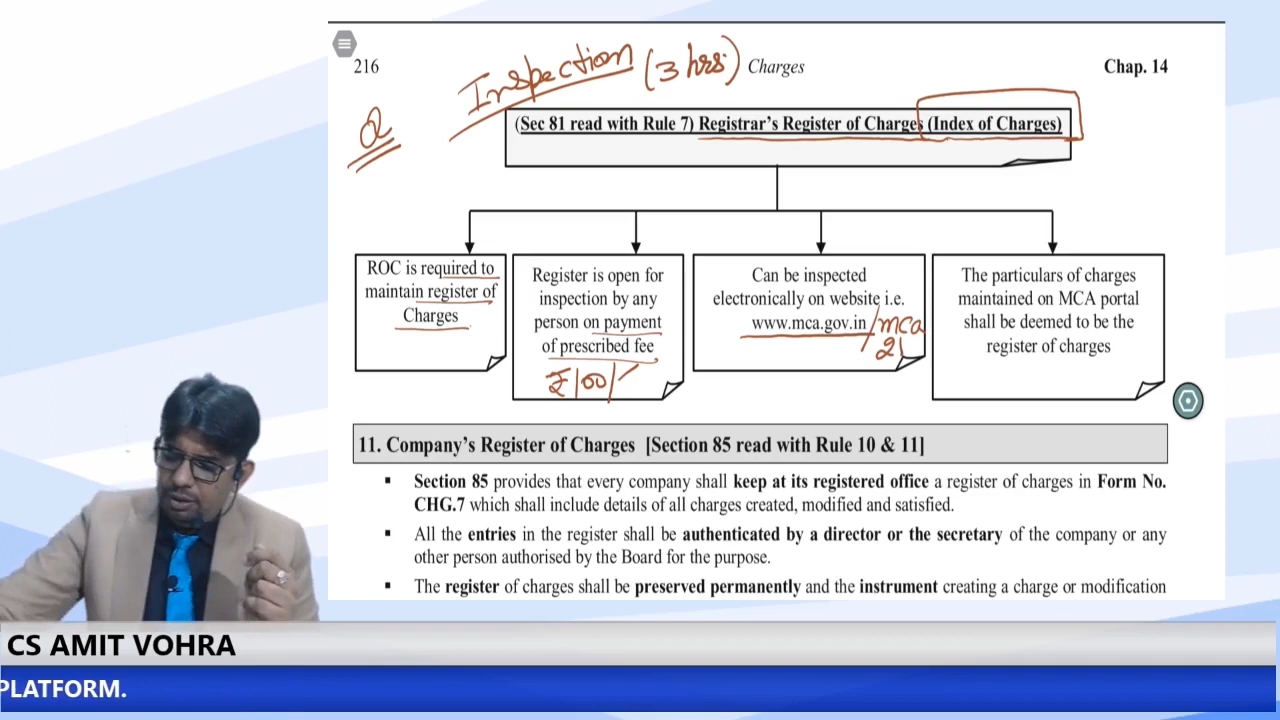 216
Inspection (3 hrs)
Charges
Chap. 14
Q
(Sec 81 read with Rule 7) Registrar's Register of Charges (Index of Charges)
ROC is required to
maintain register of
Charges
Register is open for
inspection by any
person on payment
of prescribed fee
₹100/-
Can be inspected
electronically on website i.e.
www.mca.gov.in/mca
21
The particulars of charges
maintained on MCA portal
shall be deemed to be the
register of charges
11. Company's Register of Charges [Section 85 read with Rule 10 & 11]
▪ Section 85 provides that every company shall keep at its registered office a register of charges in Form No.
CHG.7 which shall include details of all charges created, modified and satisfied.
▪ All the entries in the register shall be authenticated by a director or the secretary of the company or any
other person authorised by the Board for the purpose.
▪ The register of charges shall be preserved permanently and the instrument creating a charge or modification
CS AMIT VOHRA
PLATFORM.